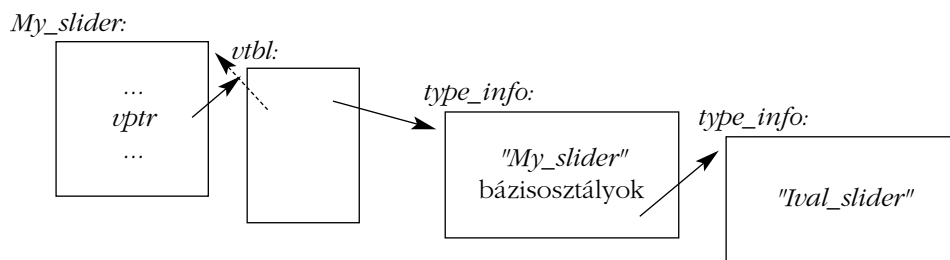 My_slider:
vtbl:
...
vptr
...
type_info:
"My_slider"
bázisosztályok
type_info:
"Ival_slider"